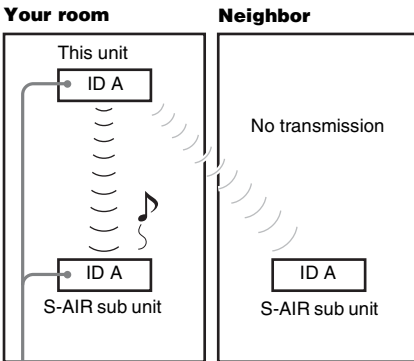 Your room
This unit
ID A
ID A
S-AIR sub unit
Neighbor
No transmission
ID A
S-AIR sub unit